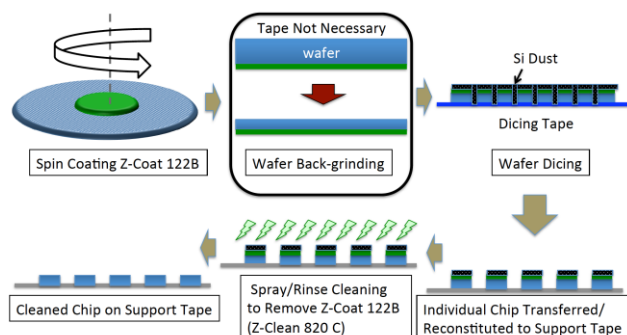 Tape Not Necessary
wafer
Si Dust
Dicing Tape
Spin Coating Z-Coat 122B
Wafer Back-grinding
Wafer Dicing
Cleaned Chip on Support Tape
Spray/Rinse Cleaning
to Remove Z-Coat 122B
(Z-Clean 820 C)
Individual Chip Transferred/
Reconstituted to Support Tape